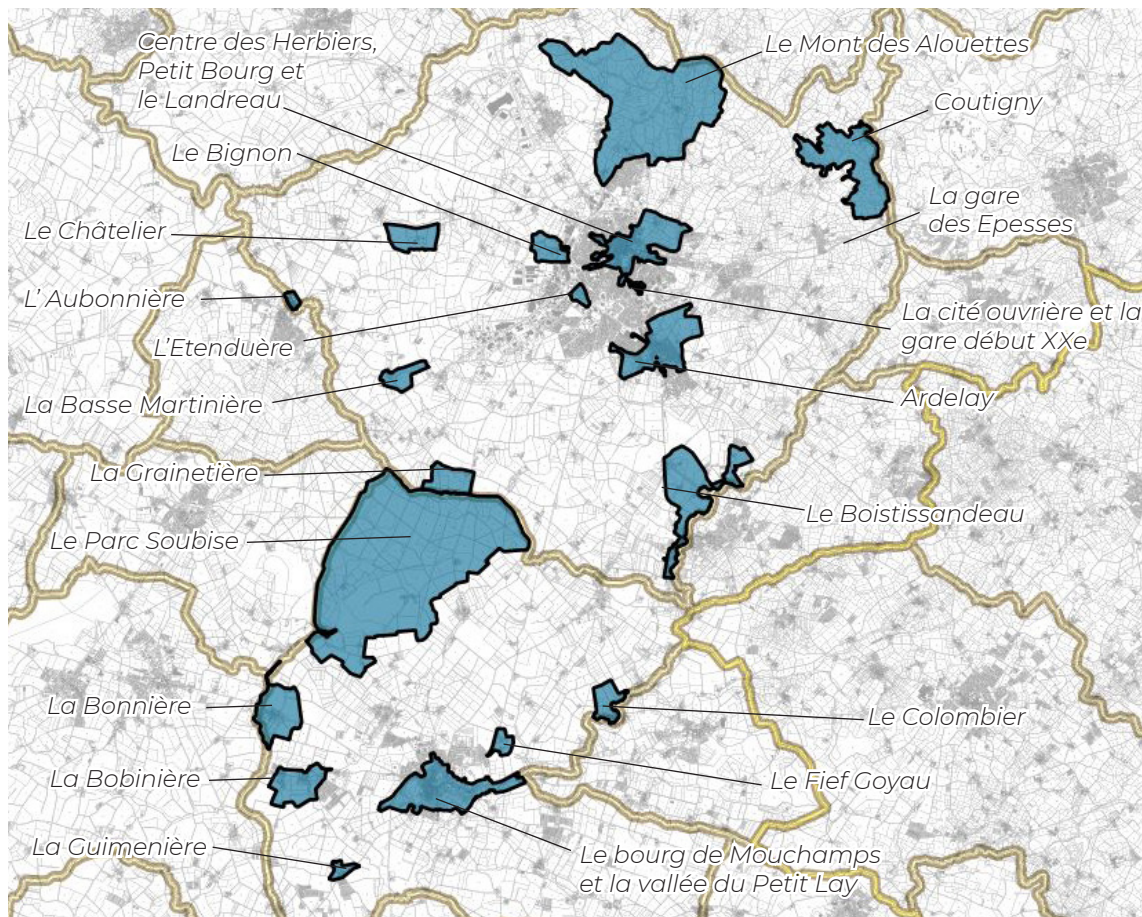 Centre des Herbiers,
Petit Bourg et
le Landreau
Le Mont des Alouettes
Coutigny
Le Bignon
La gare
des Epesses
Le Châtelier
L' Aubonnière
La cité ouvrière et la
gare début XXe
L'Etenduère
La Basse Martinière
Ardelay
La Grainetière
Le Boistissandeau
Le Parc Soubise
La Bonnière
Le Colombier
La Bobinière
Le Fief Goyau
La Guimenière
Le bourg de Mouchamps
et la vallée du Petit Lay